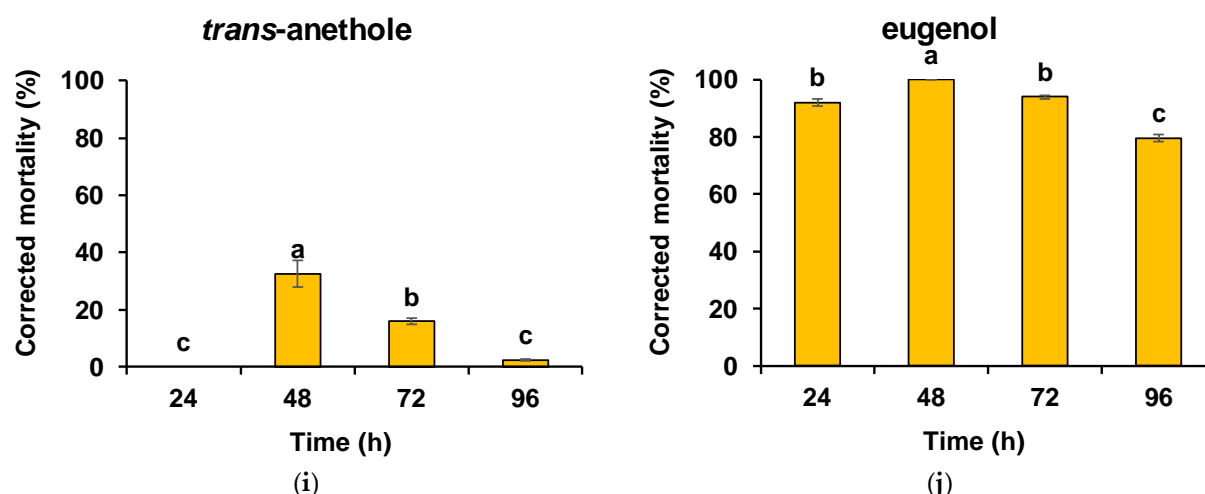 trans-anethole
Corrected mortality (%)
100
80
60
40
20
0
c
a
b
c
24 48 72 96
Time (h)
(i)
eugenol
Corrected mortality (%)
100
80
60
40
20
0
b
a
b
c
24 48 72 96
Time (h)
(j)